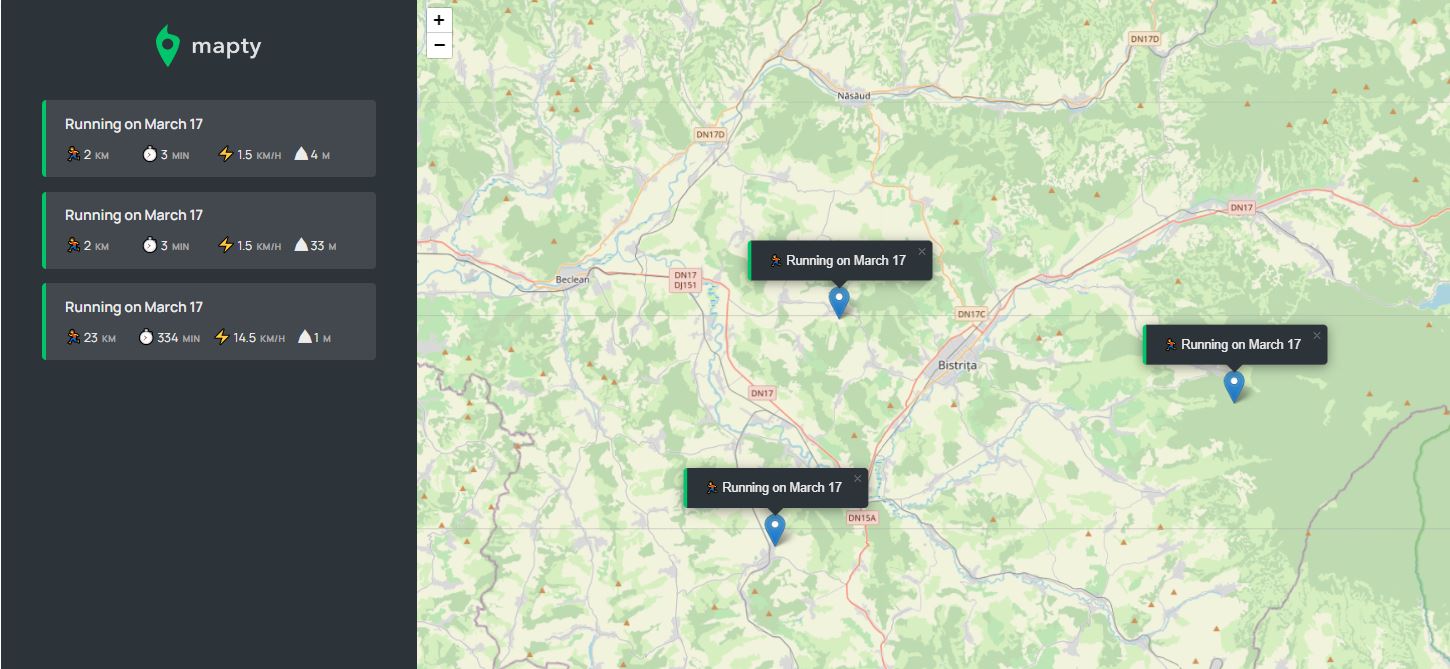 mapty
Running on March 17
2 KM 3 MIN 1.5 KM/H 4 M
Running on March 17
2 KM 3 MIN 1.5 KM/H 33 M
Running on March 17
23 KM 334 MIN 14.5 KM/H 1 M
+
−
DN17D
Năsăud
DN17D
DN17
Running on March 17 ×
Beclean
DN17
DJ151
DN17C
Running on March 17 ×
Bistrița
DN17
Running on March 17 ×
DN15A